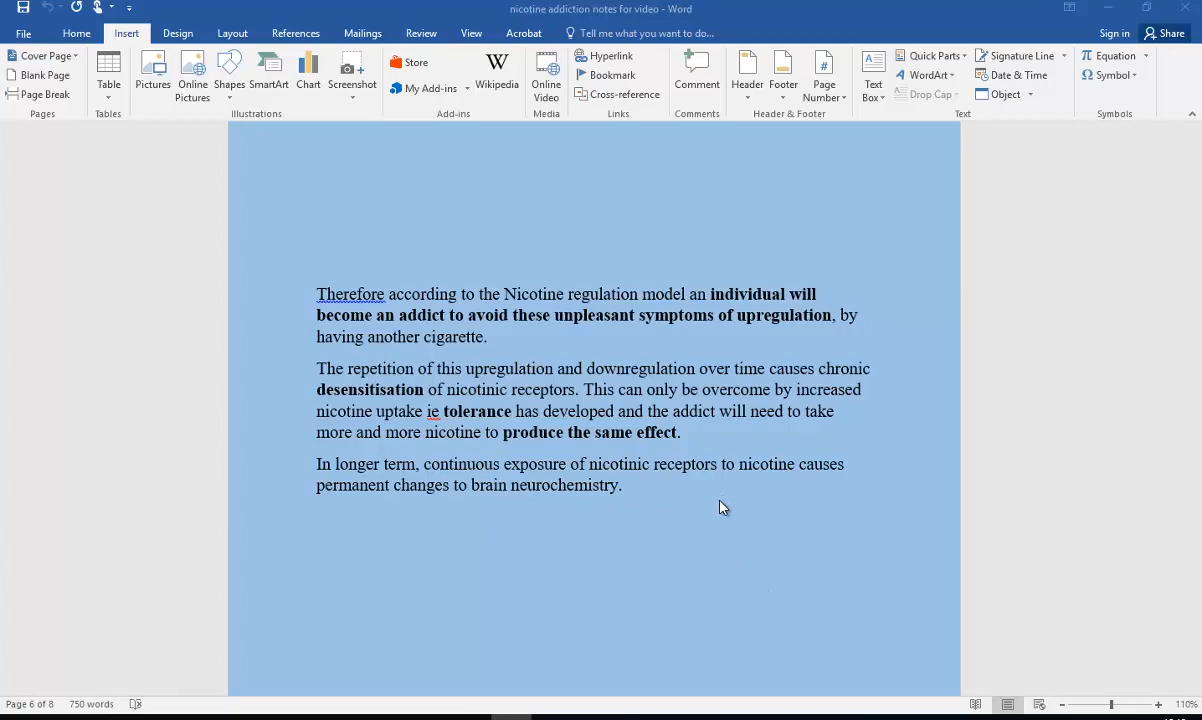 nicotine addiction notes for video - Word
File Home Insert Design Layout References Mailings Review View Acrobat Tell me what you want to do... Sign in Share
Cover Page
Blank Page
Page Break
Pages
Table
Tables
Pictures
Online Pictures
Shapes
SmartArt
Chart
Screenshot
Illustrations
Store
My Add-ins
W
Wikipedia
Add-ins
Online Video
Media
Hyperlink
Bookmark
Cross-reference
Links
Comment
Comments
Header
Footer
Page Number
Header & Footer
Text Box
Quick Parts
WordArt
Drop Cap
Signature Line
Date & Time
Object
Text
Equation
Symbol
Symbols
Therefore according to the Nicotine regulation model an individual will
become an addict to avoid these unpleasant symptoms of upregulation, by
having another cigarette.
The repetition of this upregulation and downregulation over time causes chronic
desensitisation of nicotinic receptors. This can only be overcome by increased
nicotine uptake ie tolerance has developed and the addict will need to take
more and more nicotine to produce the same effect.
In longer term, continuous exposure of nicotinic receptors to nicotine causes
permanent changes to brain neurochemistry.
Page 6 of 8 750 words 110%